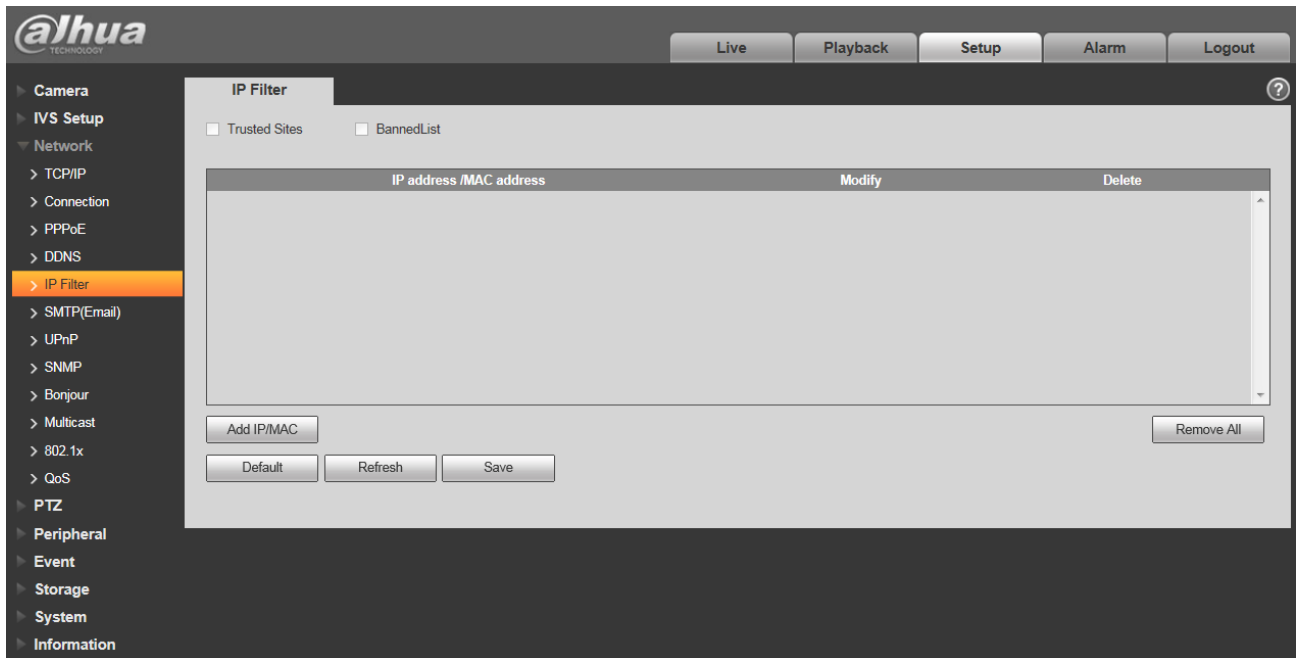 alhua
TECHNOLOGY
Live Playback Setup Alarm Logout
Camera
IVS Setup
Network
> TCP/IP
> Connection
> PPPoE
> DDNS
> IP Filter
> SMTP(Email)
> UPnP
> SNMP
> Bonjour
> Multicast
> 802.1x
> QoS
PTZ
Peripheral
Event
Storage
System
Information
IP Filter ?
Trusted Sites BannedList
IP address /MAC address Modify Delete
Add IP/MAC Remove All
Default Refresh Save